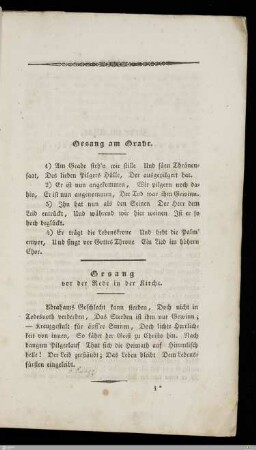 Gesang am Grabe.
1) Am Grabe steh'n wir stille Und säen Thränen-
saat, Des lieben Pilgers Hülle, Der ausgepilgert hat.
2) Er ist nun angekommen, Wir pilgern noch da-
hin, Er ist nun angenommen, Der Tod war ihm Gewinn.
3) Ihn hat nun als den Seinen Der Herr dem
Leid entrückt, Und während wir hier weinen Ist er so
hoch beglückt.
4) Er trägt die Lebenskrone Und hebt die Palm'
empor, Und singt vor Gottes Throne Ein Lied im höhern
Chor.
Gesang
vor der Rede in der Kirche.
Abrahams Geschlecht kann sterben, Doch nicht in
Todesnoth verderben, Das Sterben ist ihm nur Gewinn;
— Kreuzgestalt für äuß're Sinnen, Doch lichte Herrlich-
keit von innen, So fährt der Geist zu Christo hin. Nach
bangem Pilgerlauf Thut sich die Heimath auf Himmlisch
helle! Der Leib zerstäubt; Das Leben bleibt Dem Lebens-
fürsten eingeleibt.
1*